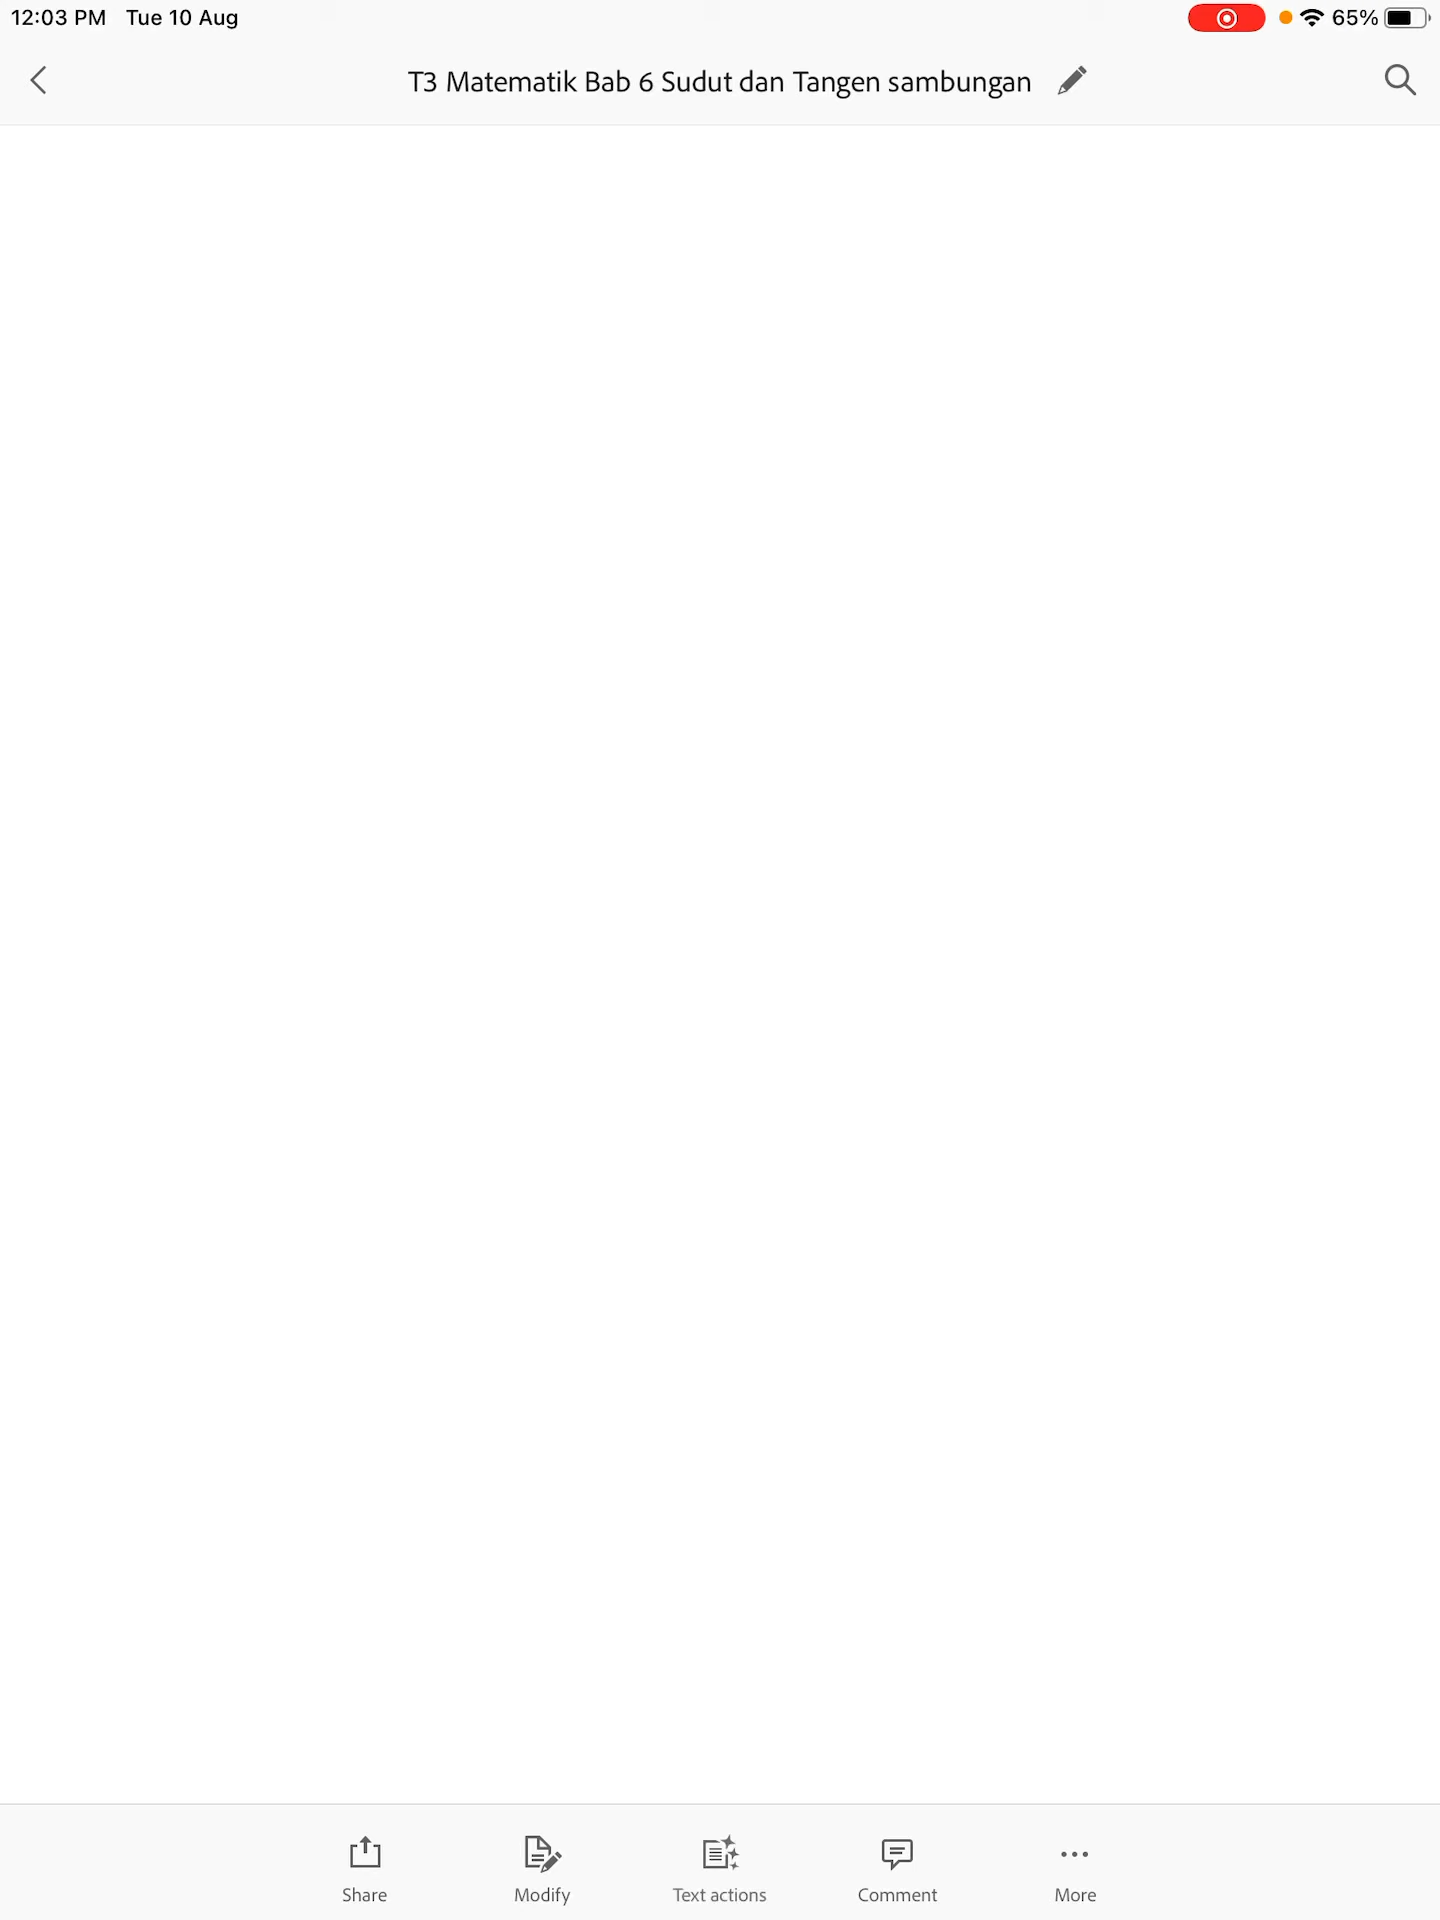 12:03 PM Tue 10 Aug
65%
T3 Matematik Bab 6 Sudut dan Tangen sambungan
Share
Modify
Text actions
Comment
More